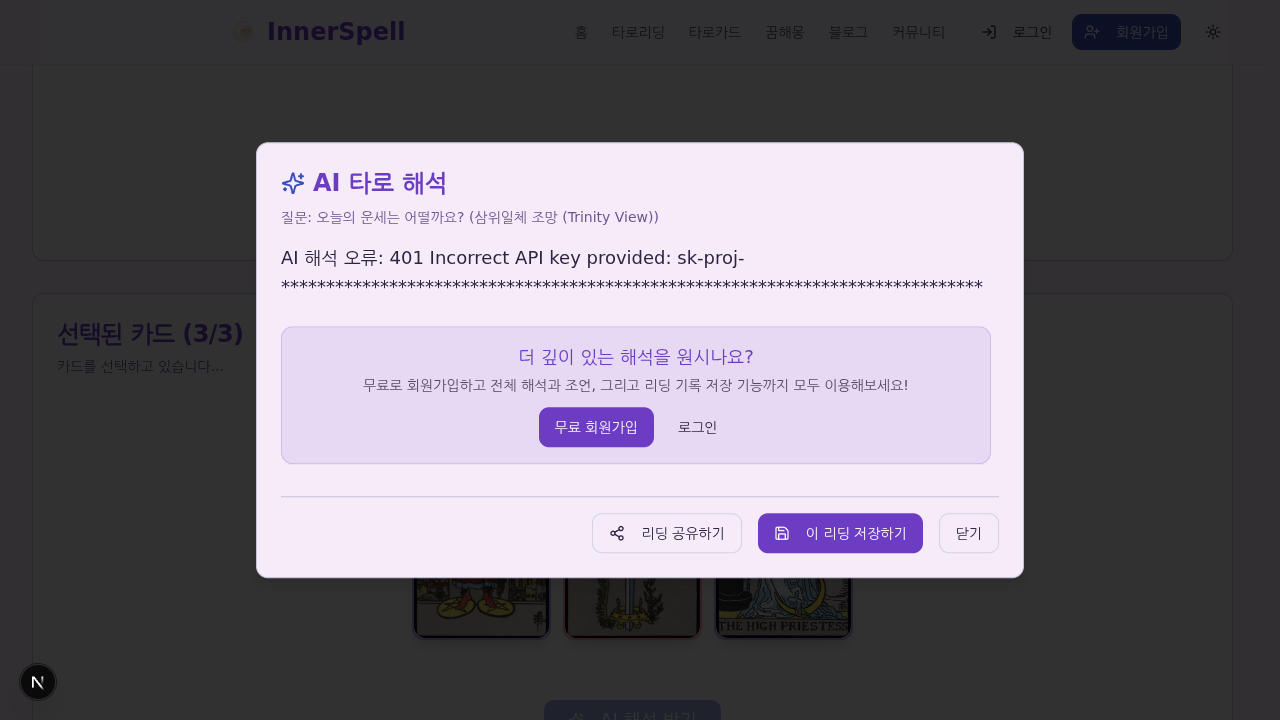 InnerSpell
홈 타로리딩 타로카드 꿈해몽 블로그 커뮤니티 로그인 회원가입
AI 타로 해석
질문: 오늘의 운세는 어떨까요? (삼위일체 조망 (Trinity View))
AI 해석 오류: 401 Incorrect API key provided: sk-proj-
******************************************************************************
선택된 카드 (3/3)
카드를 선택하고 있습니다...
더 깊이 있는 해석을 원시나요?
무료로 회원가입하고 전체 해석과 조언, 그리고 리딩 기록 저장 기능까지 모두 이용해보세요!
무료 회원가입 로그인
리딩 공유하기 이 리딩 저장하기 닫기
THE HIGH PRIESTESS
N
AI 해석 받기